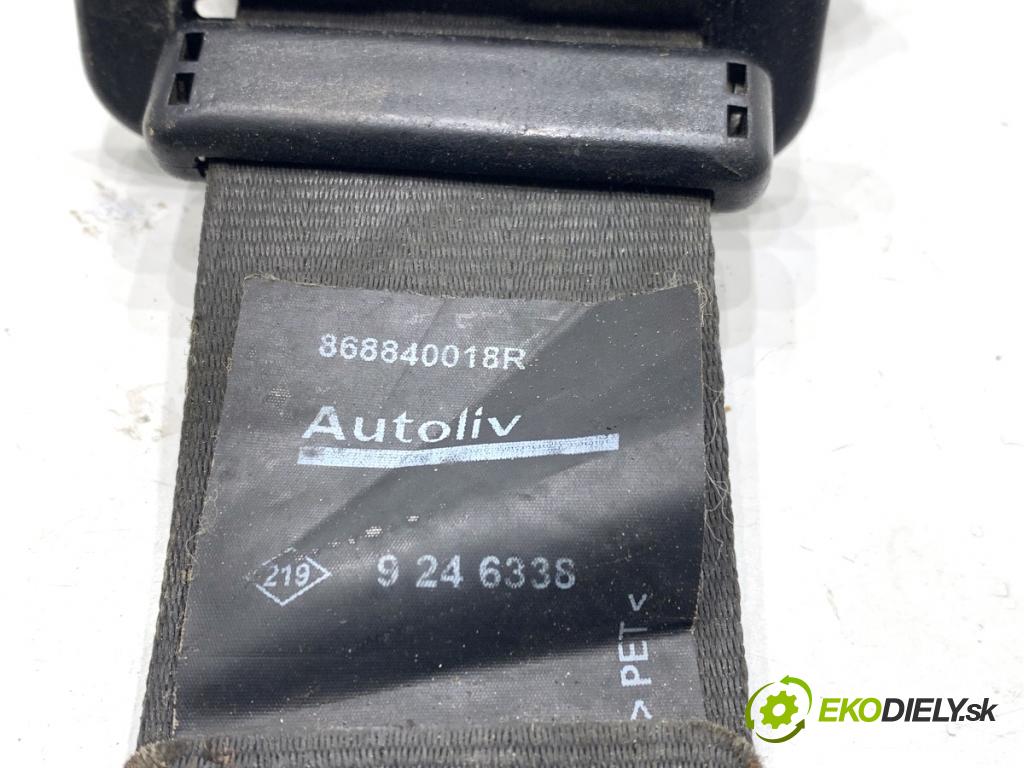 868840018R
Autoliv
219
9 24 6338
> PET <
EKODIELY.sk